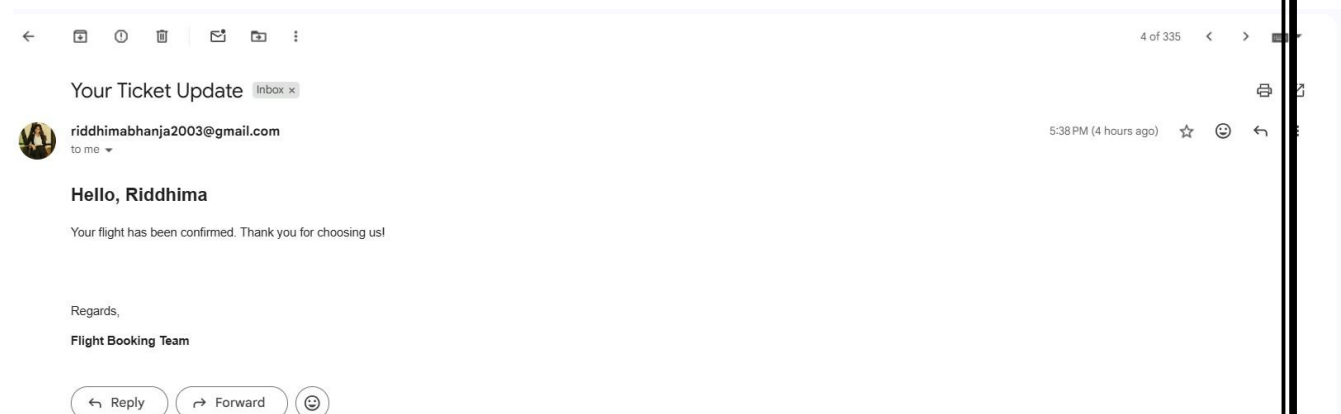 4 of 335
Your Ticket Update Inbox ×
riddhimabhanja2003@gmail.com
5:38 PM (4 hours ago)
to me
Hello, Riddhima
Your flight has been confirmed. Thank you for choosing us!
Regards,
Flight Booking Team
Reply
Forward